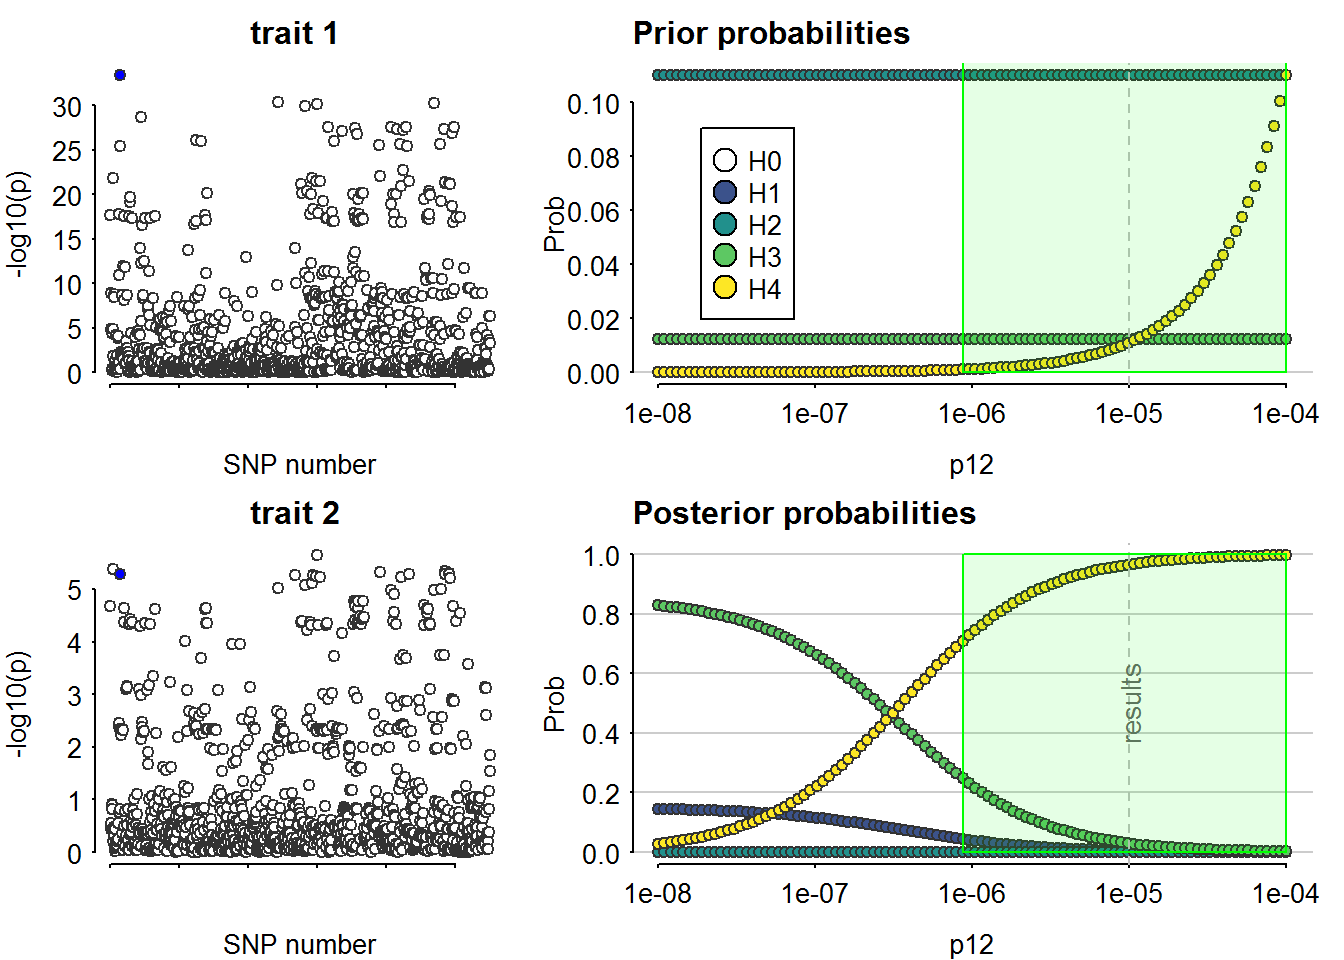 trait 1
-log10(p)
30
25
20
15
10
5
0
SNP number
Prior probabilities
Prob
0.10
0.08
0.06
0.04
0.02
0.00
H0
H1
H2
H3
H4
1e-08 1e-07 1e-06 1e-05 1e-04
p12
trait 2
-log10(p)
5
4
3
2
1
0
SNP number
Posterior probabilities
Prob
1.0
0.8
0.6
0.4
0.2
0.0
results
1e-08 1e-07 1e-06 1e-05 1e-04
p12